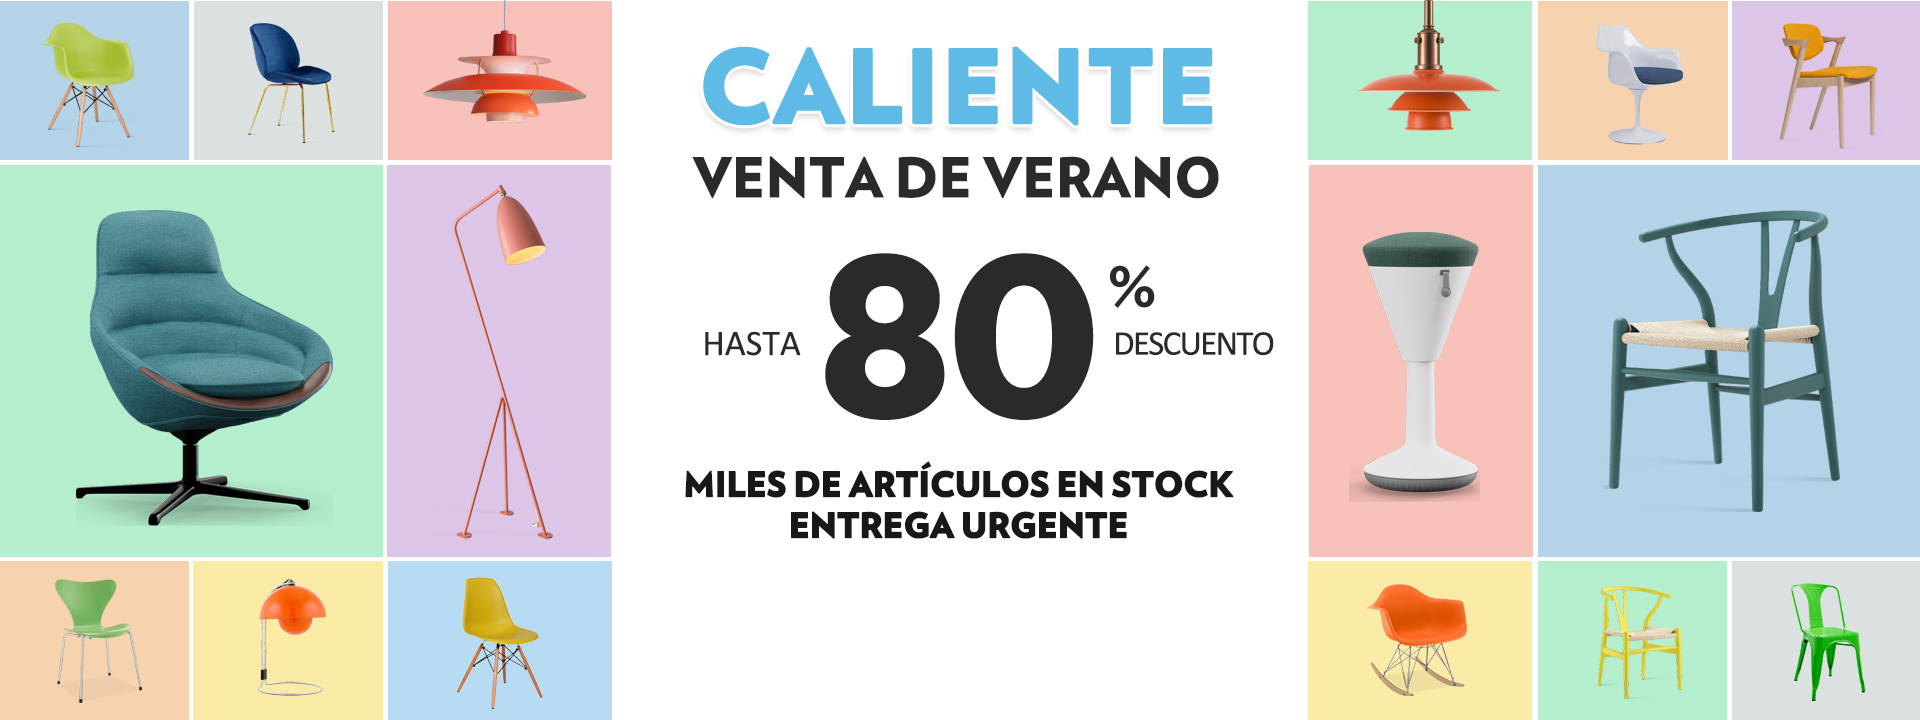 CALIENTE
VENTA DE VERANO
HASTA 80% DESCUENTO
MILES DE ARTÍCULOS EN STOCK
ENTREGA URGENTE